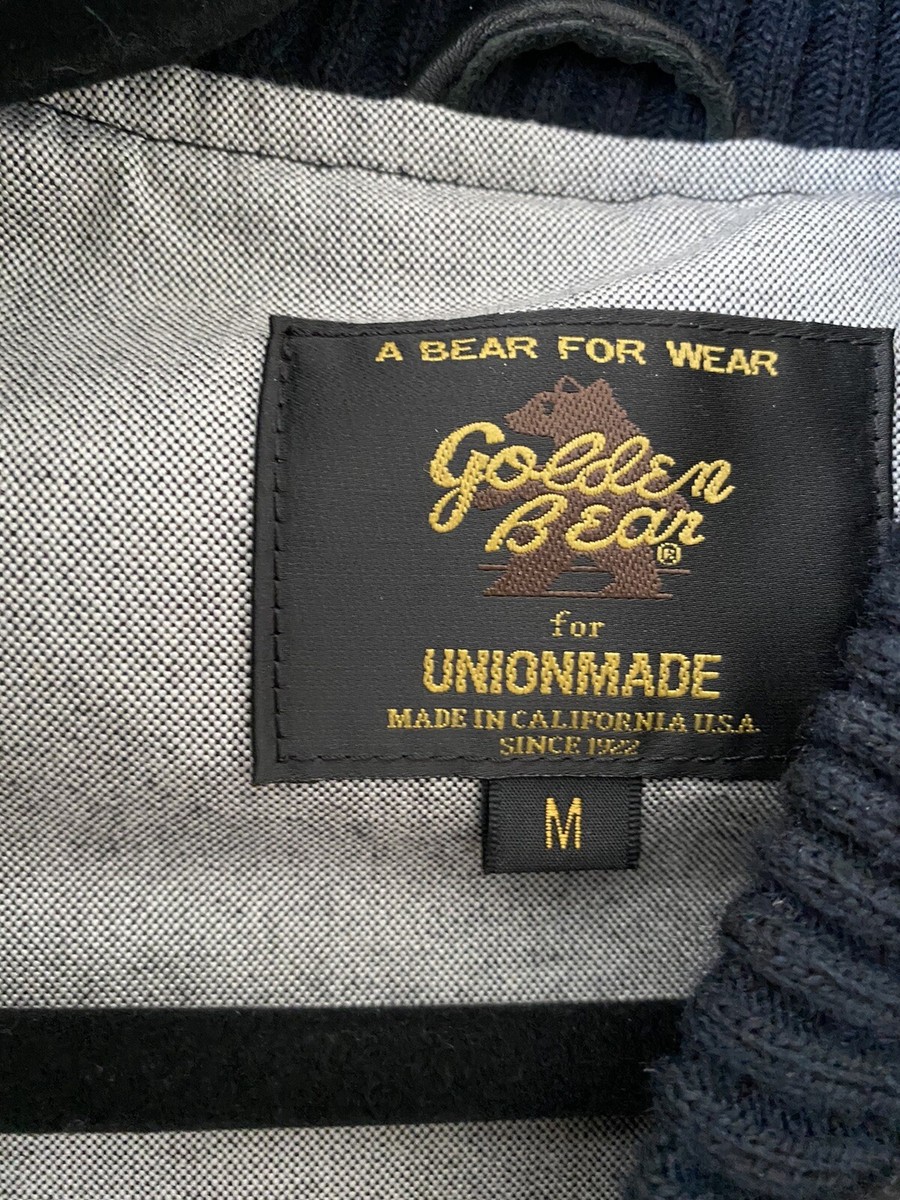 A BEAR FOR WEAR
Golden
Bear
®
for
UNIONMADE
MADE IN CALIFORNIA U.S.A.
SINCE 1922
M